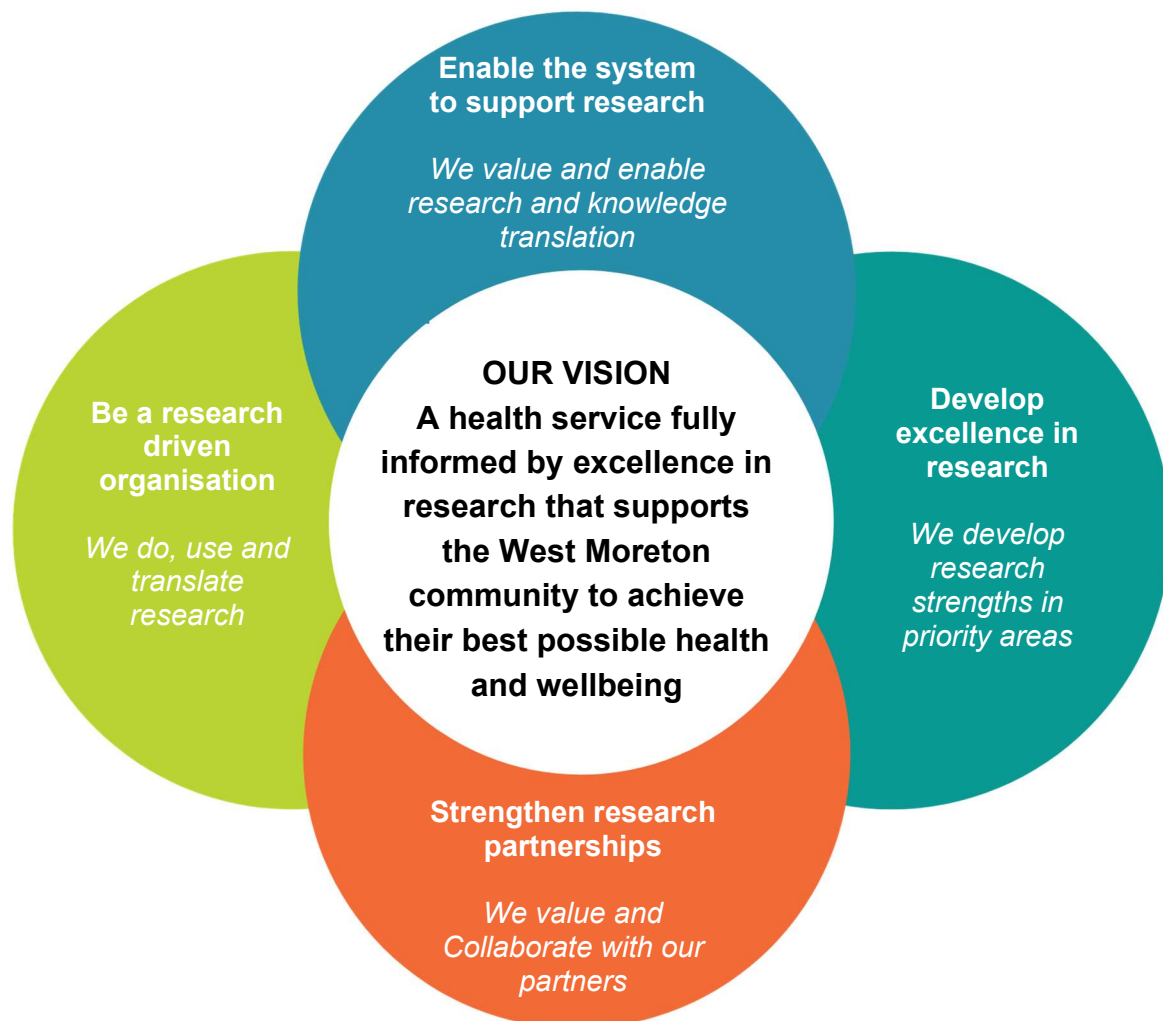 Enable the system
to support research
We value and enable
research and knowledge
translation
Be a research
driven
organisation
We do, use and
translate
research
OUR VISION
A health service fully
informed by excellence in
research that supports
the West Moreton
community to achieve
their best possible health
and wellbeing
Develop
excellence in
research
We develop
research
strengths in
priority areas
Strengthen research
partnerships
We value and
Collaborate with our
partners